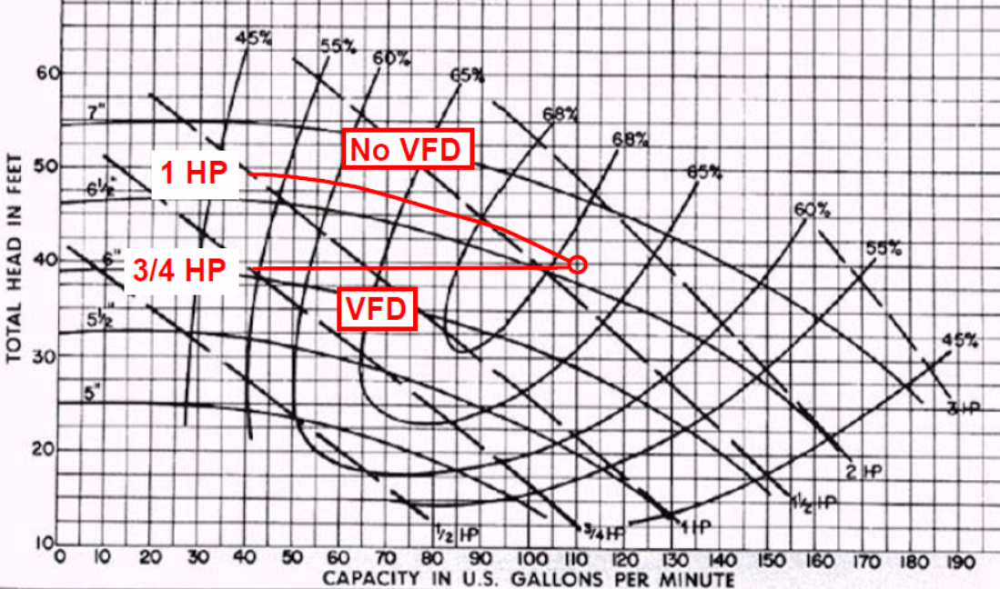 45%
55%
60%
65%
68%
68%
65%
60%
55%
45%
60
50
40
30
20
10
TOTAL HEAD IN FEET
7"
6½"
6"
5½"
5"
No VFD
1 HP
3/4 HP
VFD
½ HP
¾ HP
1 HP
1½ HP
2 HP
3 HP
0 10 20 30 40 50 60 70 80 90 100 110 120 130 140 150 160 170 180 190
CAPACITY IN U.S. GALLONS PER MINUTE